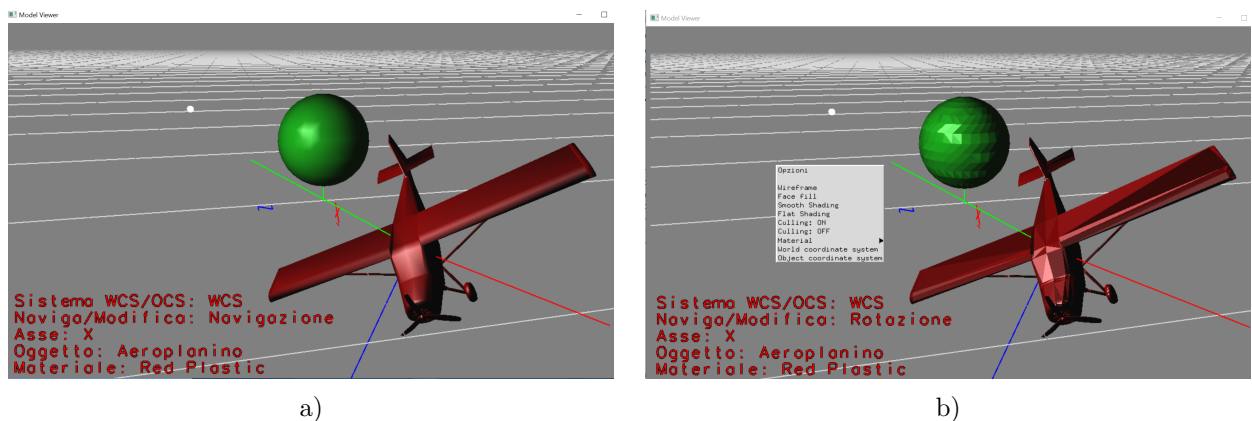 Model Viewer
Sistema WCS/OCS: WCS
Naviga/Modifica: Navigazione
Asse: X
Oggetto: Aeroplanino
Materiale: Red Plastic
a)
Model Viewer
Opzioni
Wireframe
Face fill
Smooth Shading
Flat Shading
Culling: ON
Culling: OFF
Material
World coordinate system
Object coordinate system
Sistema WCS/OCS: WCS
Naviga/Modifica: Rotazione
Asse: X
Oggetto: Aeroplanino
Materiale: Red Plastic
b)